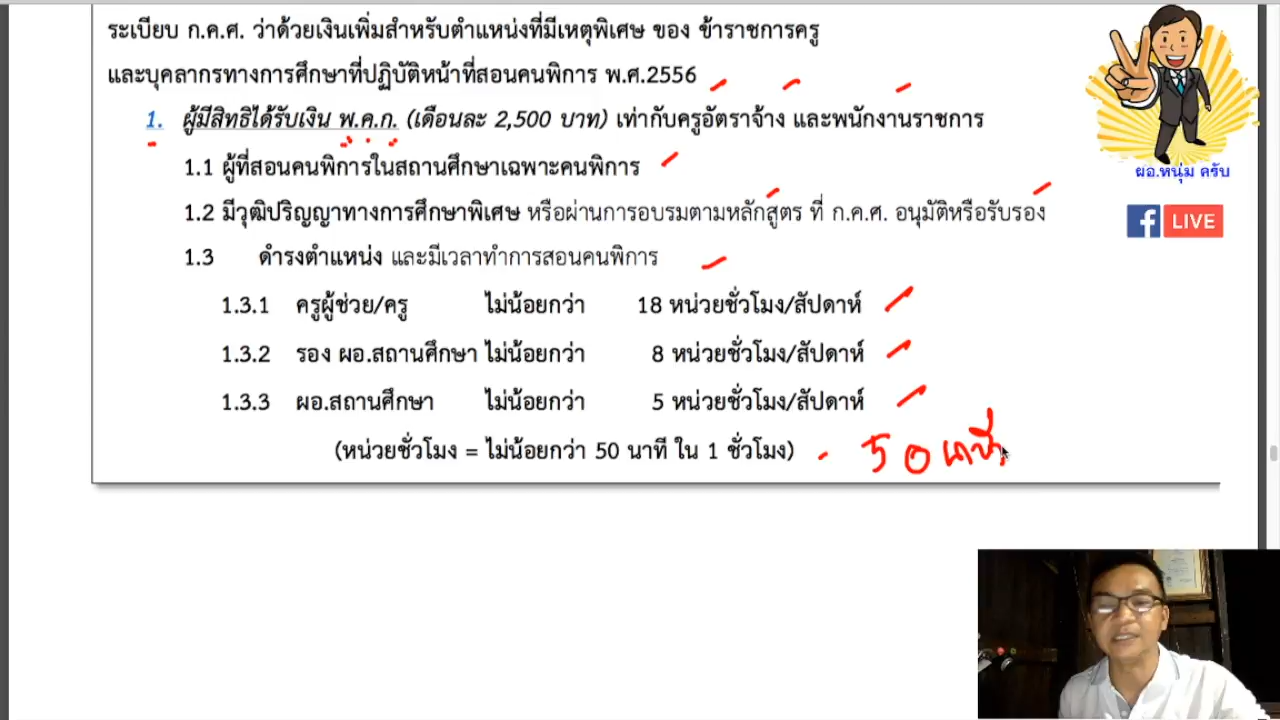 ระเบียบ ก.ค.ศ. ว่าด้วยเงินเพิ่มสำหรับตำแหน่งที่มีเหตุพิเศษ ของ ข้าราชการครู
และบุคลากรทางการศึกษาที่ปฏิบัติหน้าที่สอนคนพิการ พ.ศ.2556
1. ผู้มีสิทธิได้รับเงิน พ.ค.ก. (เดือนละ 2,500 บาท) เท่ากับครูอัตราจ้าง และพนักงานราชการ
1.1 ผู้ที่สอนคนพิการในสถานศึกษาเฉพาะคนพิการ
1.2 มีวุฒิปริญญาทางการศึกษาพิเศษ หรือผ่านการอบรมตามหลักสูตร ที่ ก.ค.ศ. อนุมัติหรือรับรอง
1.3 ดำรงตำแหน่ง และมีเวลาทำการสอนคนพิการ
1.3.1 ครูผู้ช่วย/ครู ไม่น้อยกว่า 18 หน่วยชั่วโมง/สัปดาห์
1.3.2 รอง ผอ.สถานศึกษา ไม่น้อยกว่า 8 หน่วยชั่วโมง/สัปดาห์
1.3.3 ผอ.สถานศึกษา ไม่น้อยกว่า 5 หน่วยชั่วโมง/สัปดาห์
(หน่วยชั่วโมง = ไม่น้อยกว่า 50 นาที ใน 1 ชั่วโมง) 50 นาที
ผอ.หนุ่ม ครับ
f LIVE